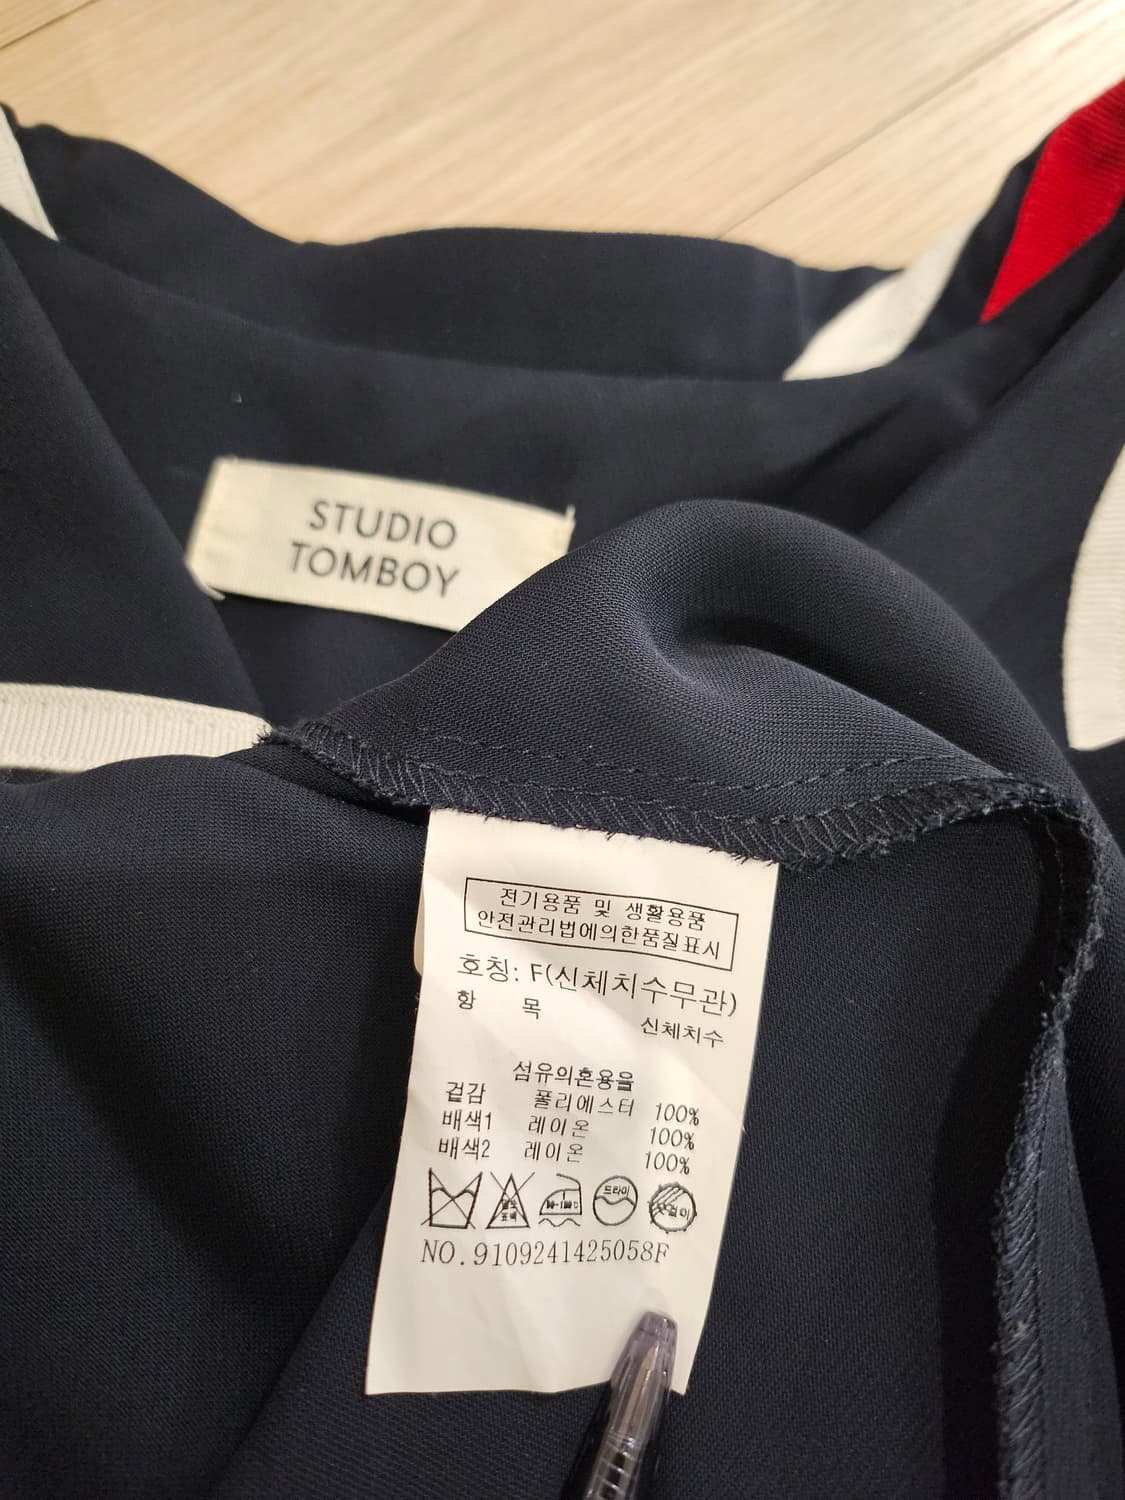 STUDIO
TOMBOY
전기용품 및 생활용품
안전관리법에의한품질표시
호칭: F(신체치수무관)
항 목
신체치수
섬유의혼용율
겉감 폴리에스터 100%
배색1 레이온 100%
배색2 레이온 100%
드라이
옷걸이
NO.9109241425058F